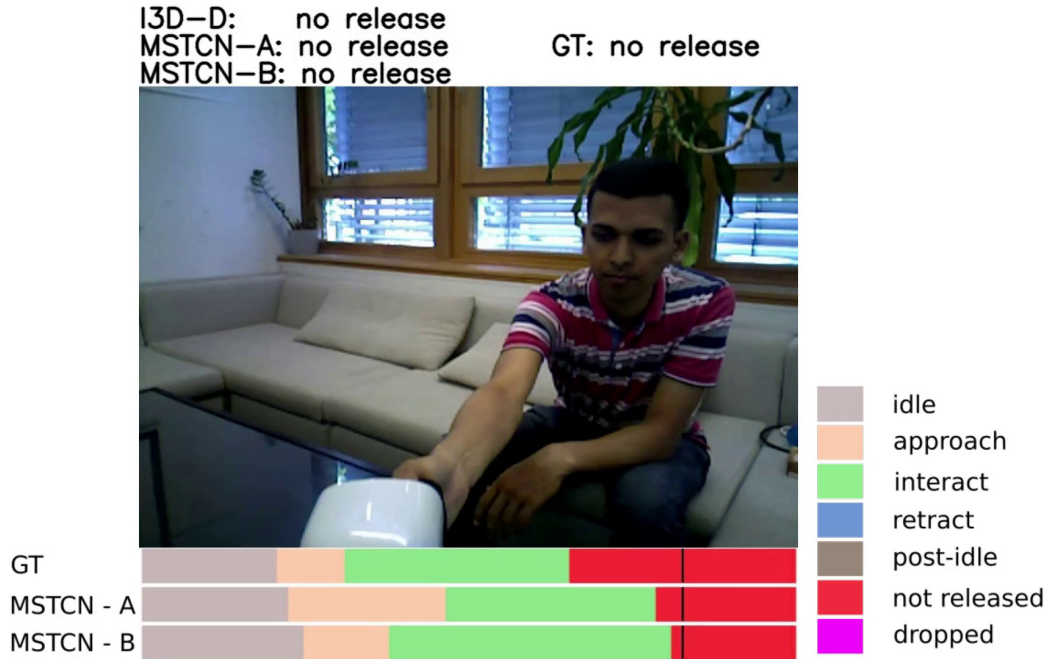 I3D-D: no release
MSTCN-A: no release GT: no release
MSTCN-B: no release
idle
approach
interact
retract
post-idle
not released
dropped
GT
MSTCN - A
MSTCN - B